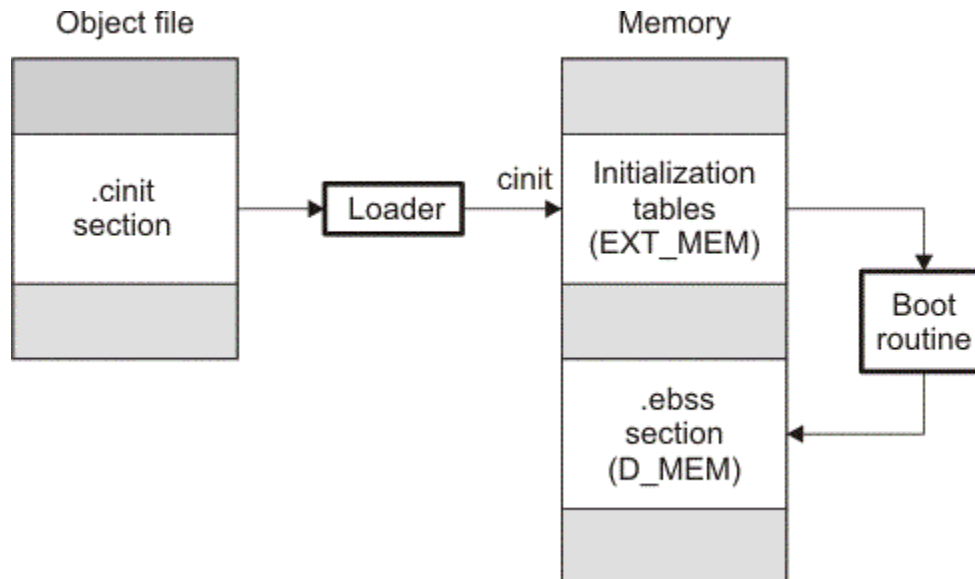 Object file
Memory
.cinit
section
Loader
cinit
Initialization
tables
(EXT_MEM)
Boot
routine
.ebss
section
(D_MEM)